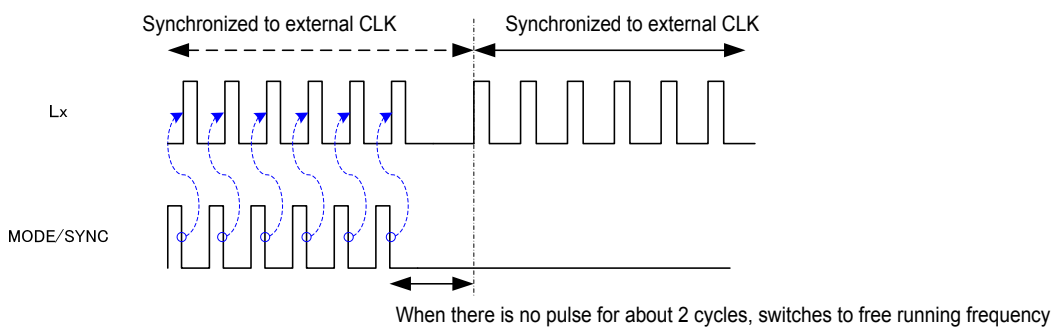 Synchronized to external CLK
Synchronized to external CLK
Lx
MODE/SYNC
When there is no pulse for about 2 cycles, switches to free running frequency